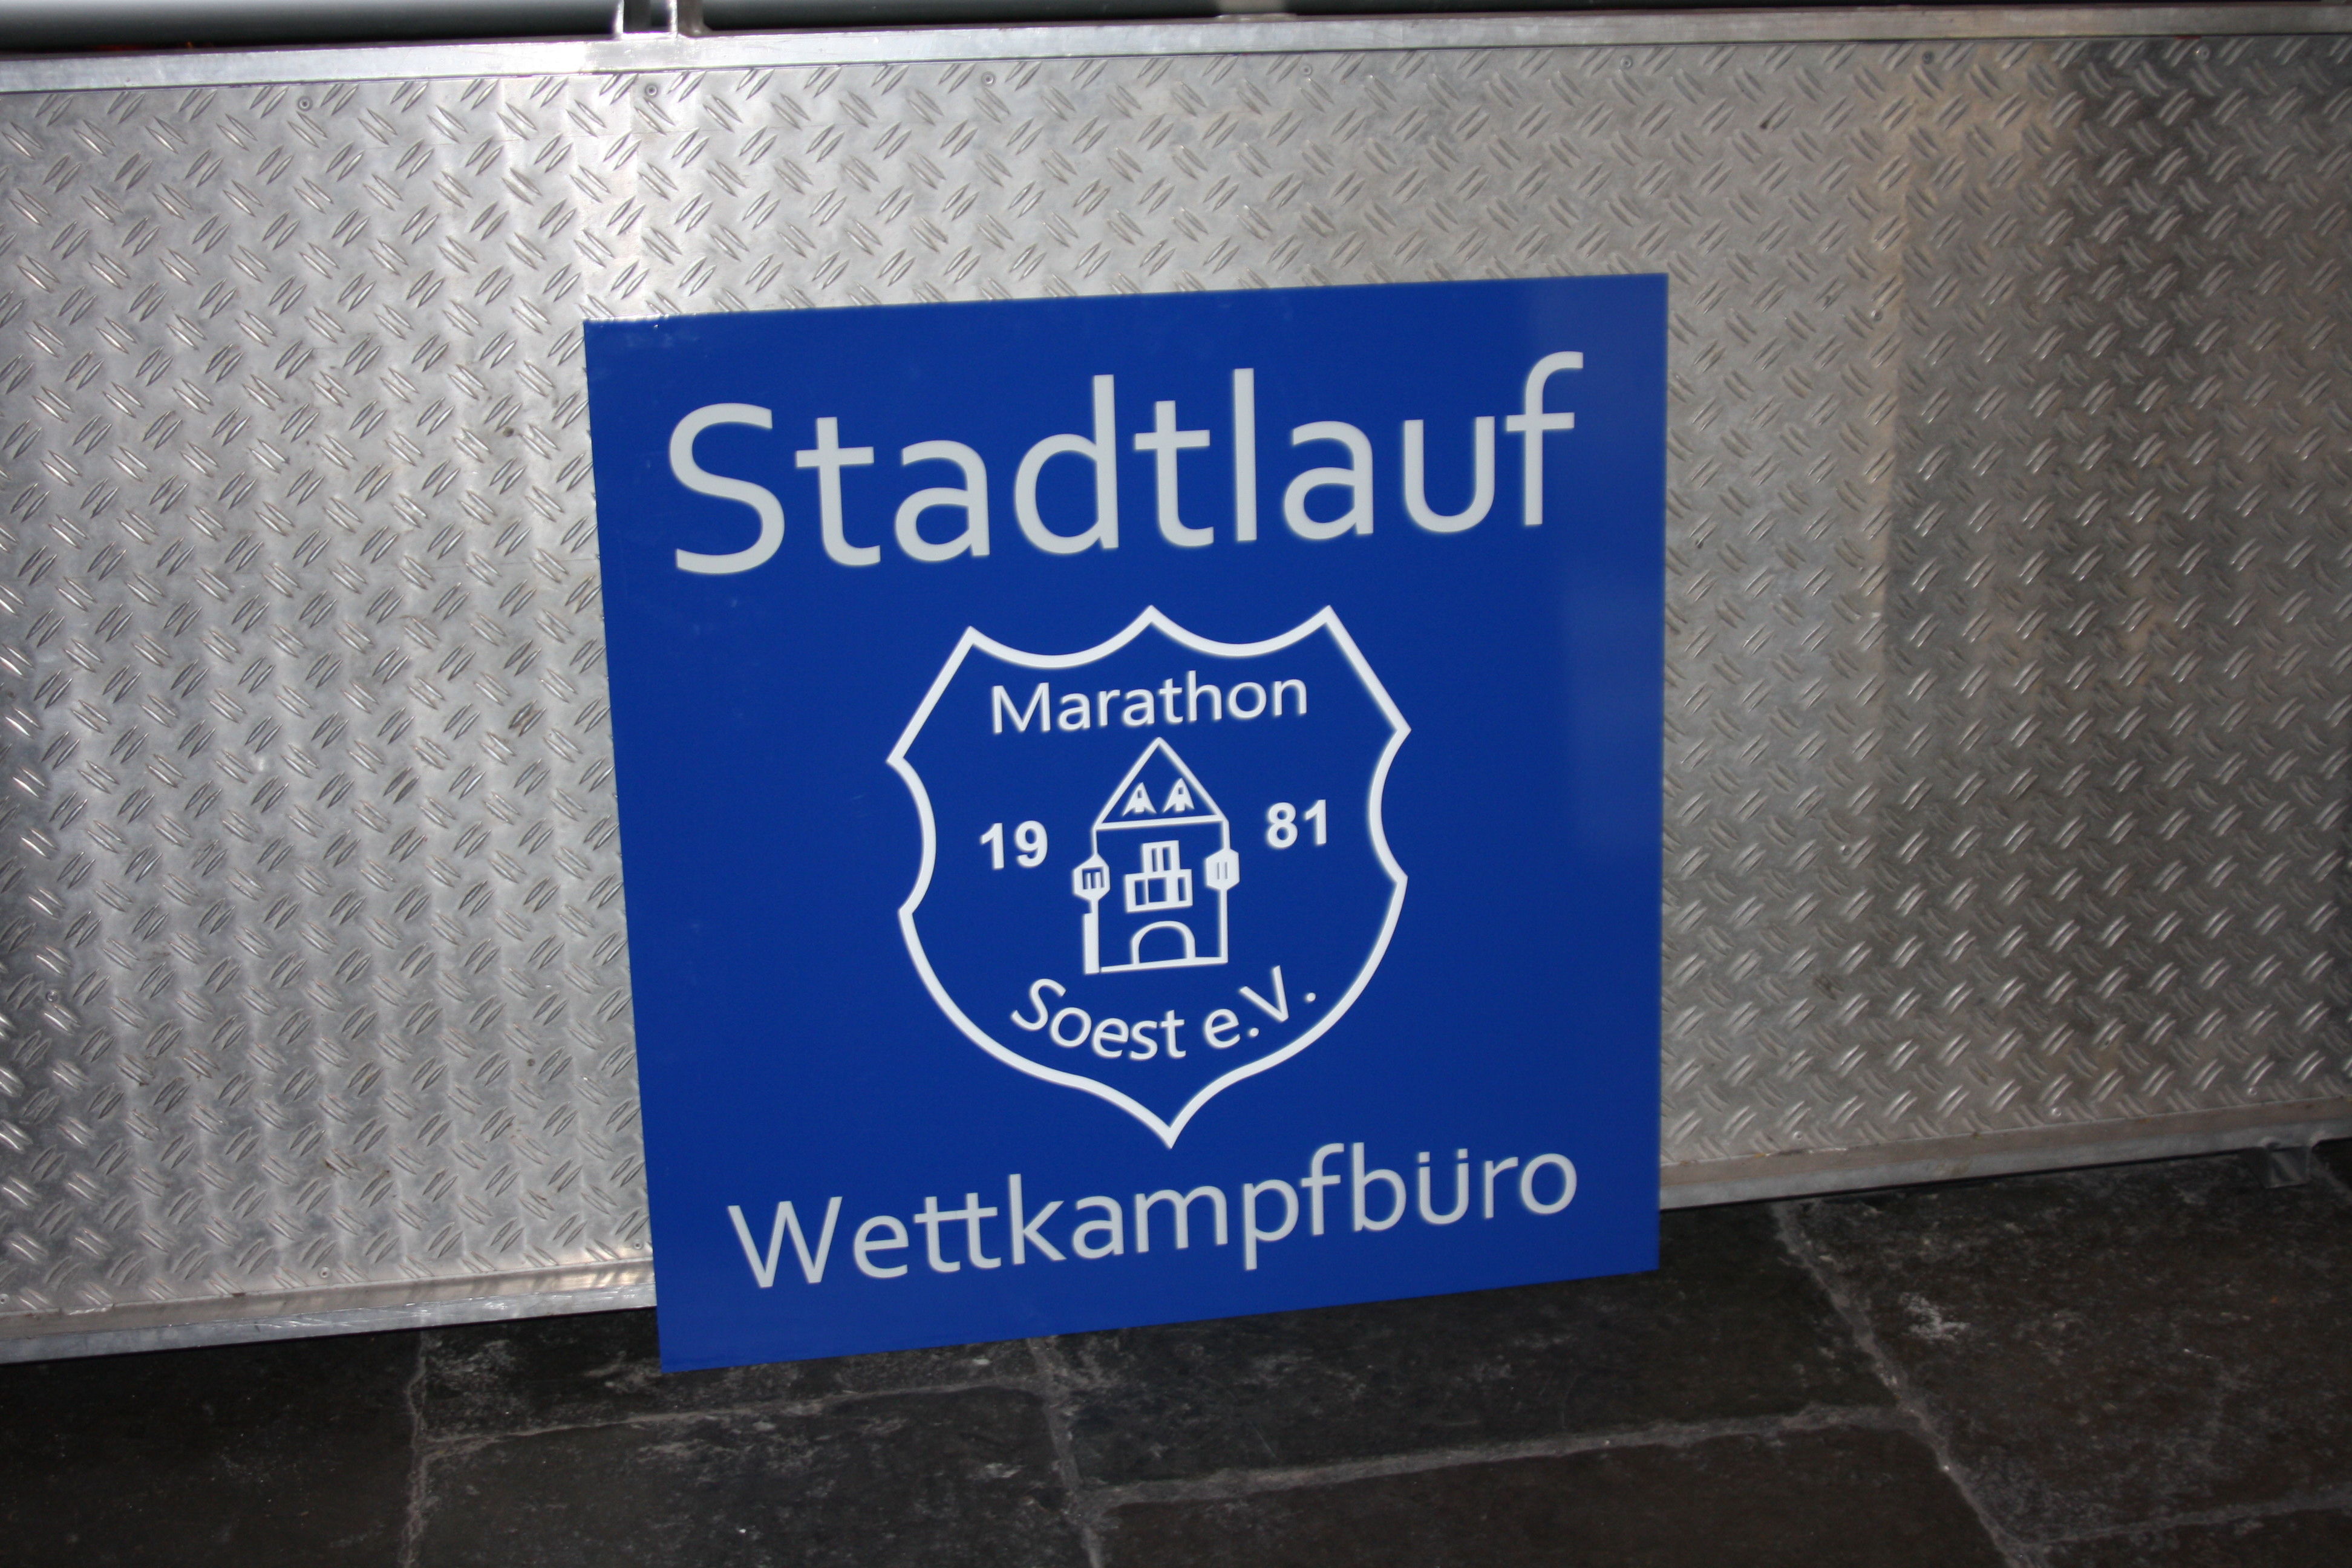 Stadtlauf
Marathon
19 81
Soest e.V.
Wettkampfbüro